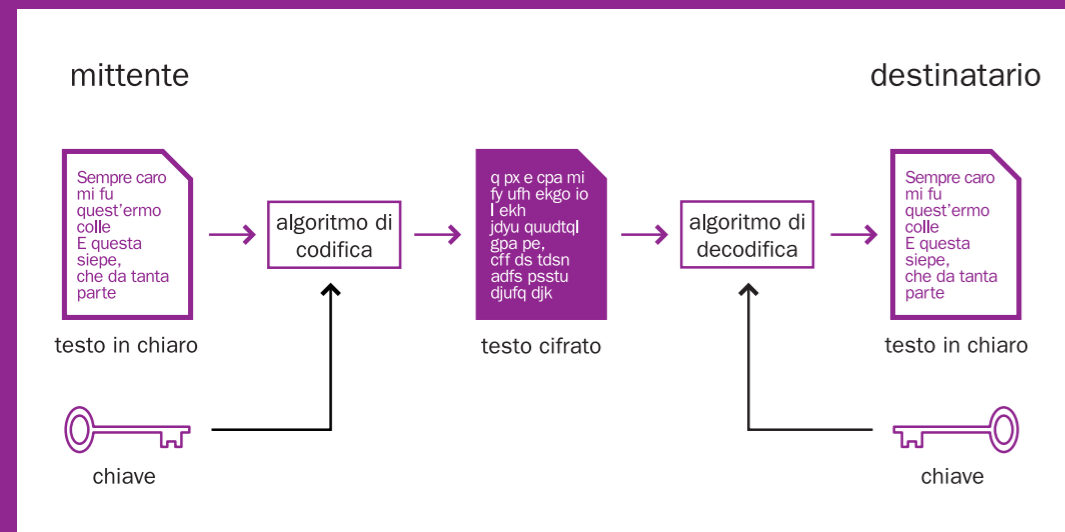 mittente
destinatario
Sempre caro
mi fu
quest'ermo
colle
E questa
siepe,
che da tanta
parte
testo in chiaro
algoritmo di
codifica
q px e cpa mi
fy ufh ekgo io
l ekh
jdyu quudtql
gpa pe,
cff ds tdsn
adfs psstu
djufq djk
testo cifrato
algoritmo di
decodifica
Sempre caro
mi fu
quest'ermo
colle
E questa
siepe,
che da tanta
parte
testo in chiaro
chiave
chiave